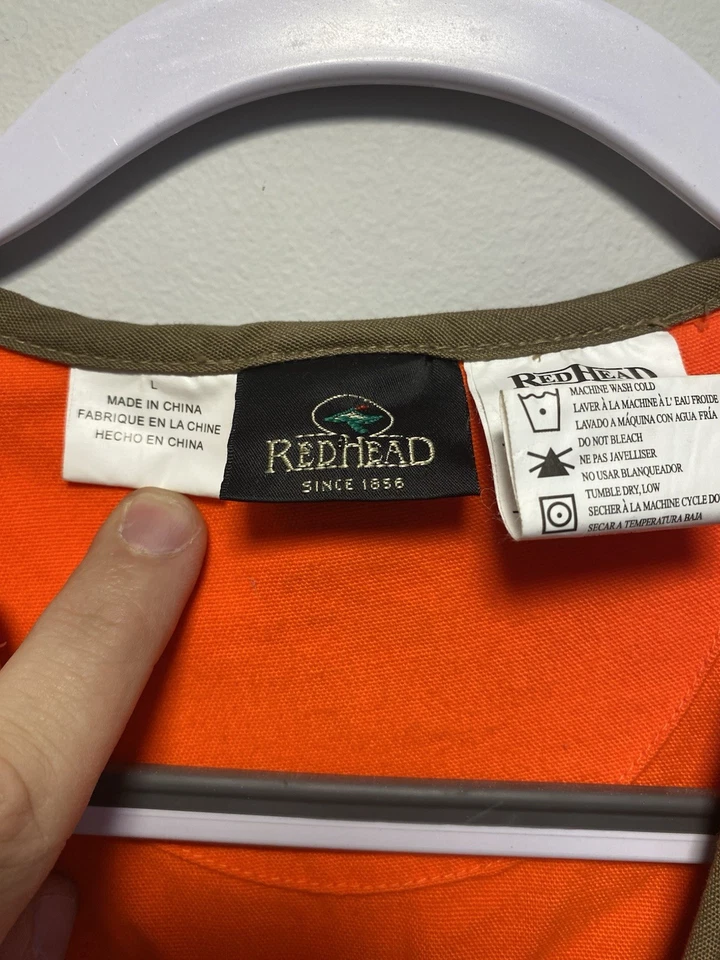 L
MADE IN CHINA
FABRIQUE EN LA CHINE
HECHO EN CHINA
REDHEAD
SINCE 1856
REDHEAD
MACHINE WASH COLD
LAVER À LA MACHINE À L' EAU FROIDE
LAVADO A MÁQUINA CON AGUA FRÍA
DO NOT BLEACH
NE PAS JAVELLISER
NO USAR BLANQUEADOR
TUMBLE DRY, LOW
SECHER À LA MACHINE CYCLE DO
SECAR A TEMPERATURA BAJA